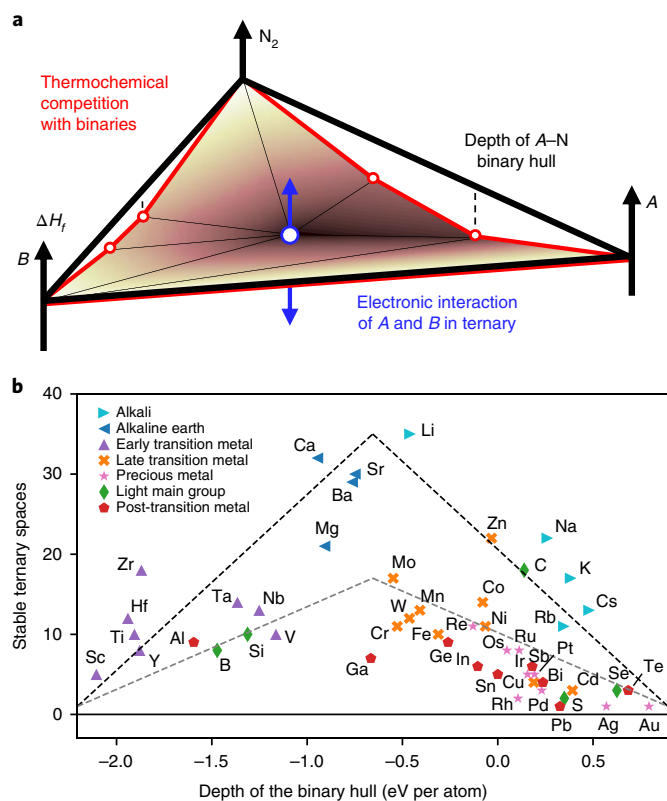 a
N2
Thermochemical
competition
with binaries
Depth of A–N
binary hull
ΔHf
B
A
Electronic interaction
of A and B in ternary
b
40
30
20
10
0
Stable ternary spaces
Alkali
Alkaline earth
Early transition metal
Late transition metal
Precious metal
Light main group
Post-transition metal
Ca
Li
Sr
Ba
Mg
Zn
Na
Zr
Mo
C
K
Hf
Ta
Nb
W
Mn
Co
Rb
Cs
Ti
Al
V
Cr
Fe
Re
Ni
Ru
Pt
Sc
Y
B
Si
Ga
Ge
In
Os
Ir
Sb
Se
Te
Sn
Cu
Bi
Cd
Rh
Pd
S
Pb
Ag
Au
–2.0
–1.5
–1.0
–0.5
0.0
0.5
Depth of the binary hull (eV per atom)